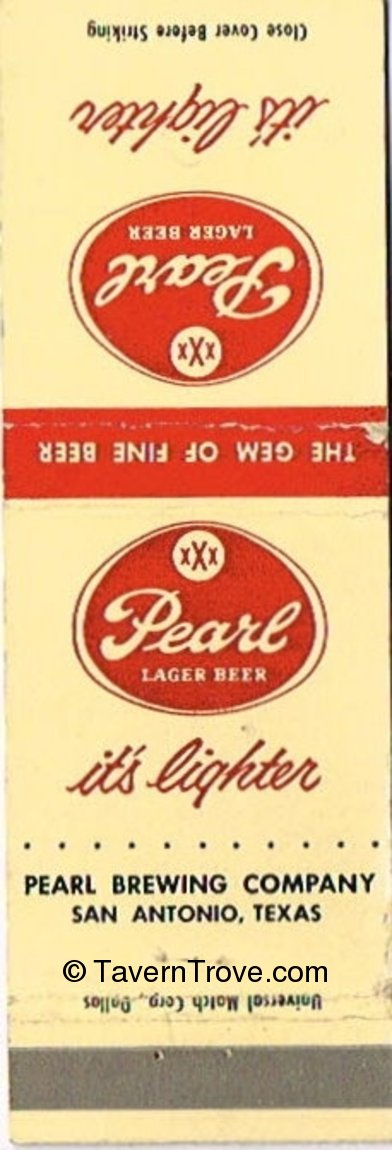 Close Cover Before Striking
it's lighter
Pearl
LAGER BEER
xXx
THE GEM OF FINE BEER
xXx
Pearl
LAGER BEER
it's lighter
PEARL BREWING COMPANY
SAN ANTONIO, TEXAS
© TavernTrove.com
Universal Match Corp., Dallas